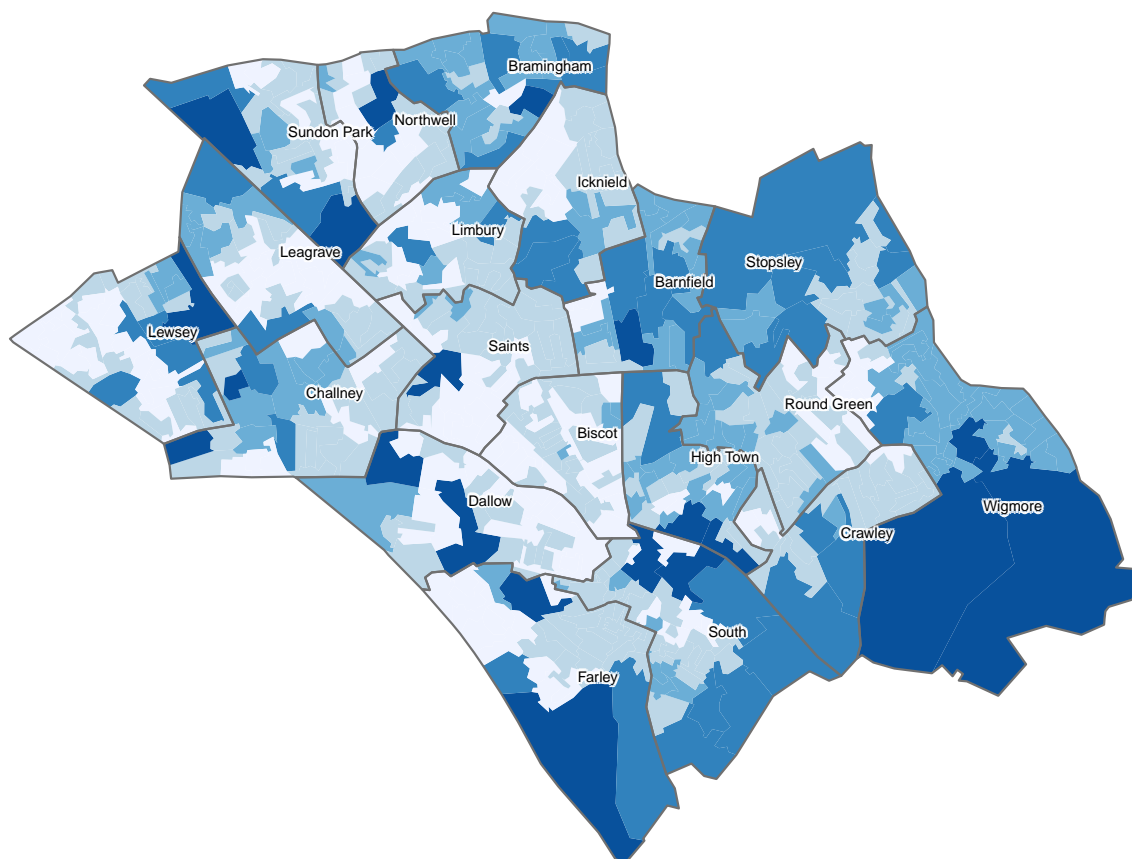 Bramingham
Northwell
Sundon Park
Icknield
Limbury
Leagrave
Stopsley
Barnfield
Lewsey
Saints
Challney
Round Green
Biscot
High Town
Dallow
Wigmore
Crawley
South
Farley